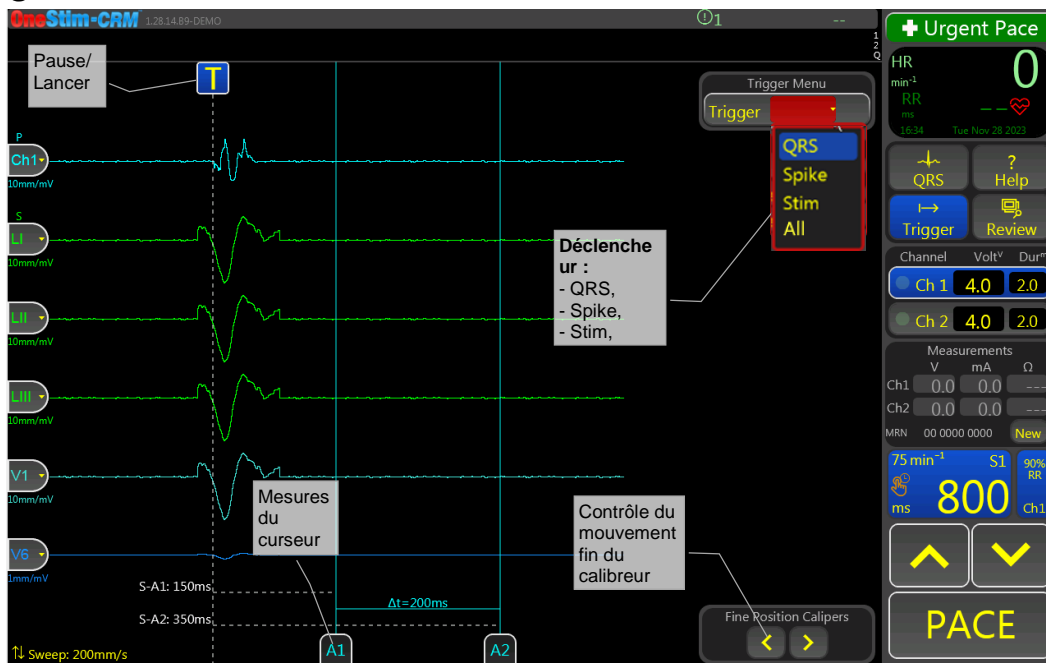 OneStim-CRM 1.28.14.B9-DEMO
1 --
1
2
Q
Pause/
Lancer
T
Trigger Menu
Trigger
QRS
Spike
Stim
All
P
Ch1
10mm/mV
S
LI
10mm/mV
Déclenche
ur :
- QRS,
- Spike,
- Stim,
LII
10mm/mV
LIII
10mm/mV
V1
10mm/mV
Mesures
du
curseur
Contrôle du
mouvement
fin du
calibreur
V6
1mm/mV
S-A1: 150ms
Δt=200ms
S-A2: 350ms
Fine Position Calipers
< >
A1 A2
Sweep: 200mm/s
Urgent Pace
HR
min-1
0
RR
ms
--
16:34 Tue Nov 28 2023
QRS
? Help
Trigger
Review
Channel Volt V Dur m
Ch 1 4.0 2.0
Ch 2 4.0 2.0
Measurements
V mA Ω
Ch1 0.0 0.0 ---
Ch2 0.0 0.0 ---
MRN 00 0000 0000 New
75 min-1 S1
ms 800
90%
RR
Ch1
PACE